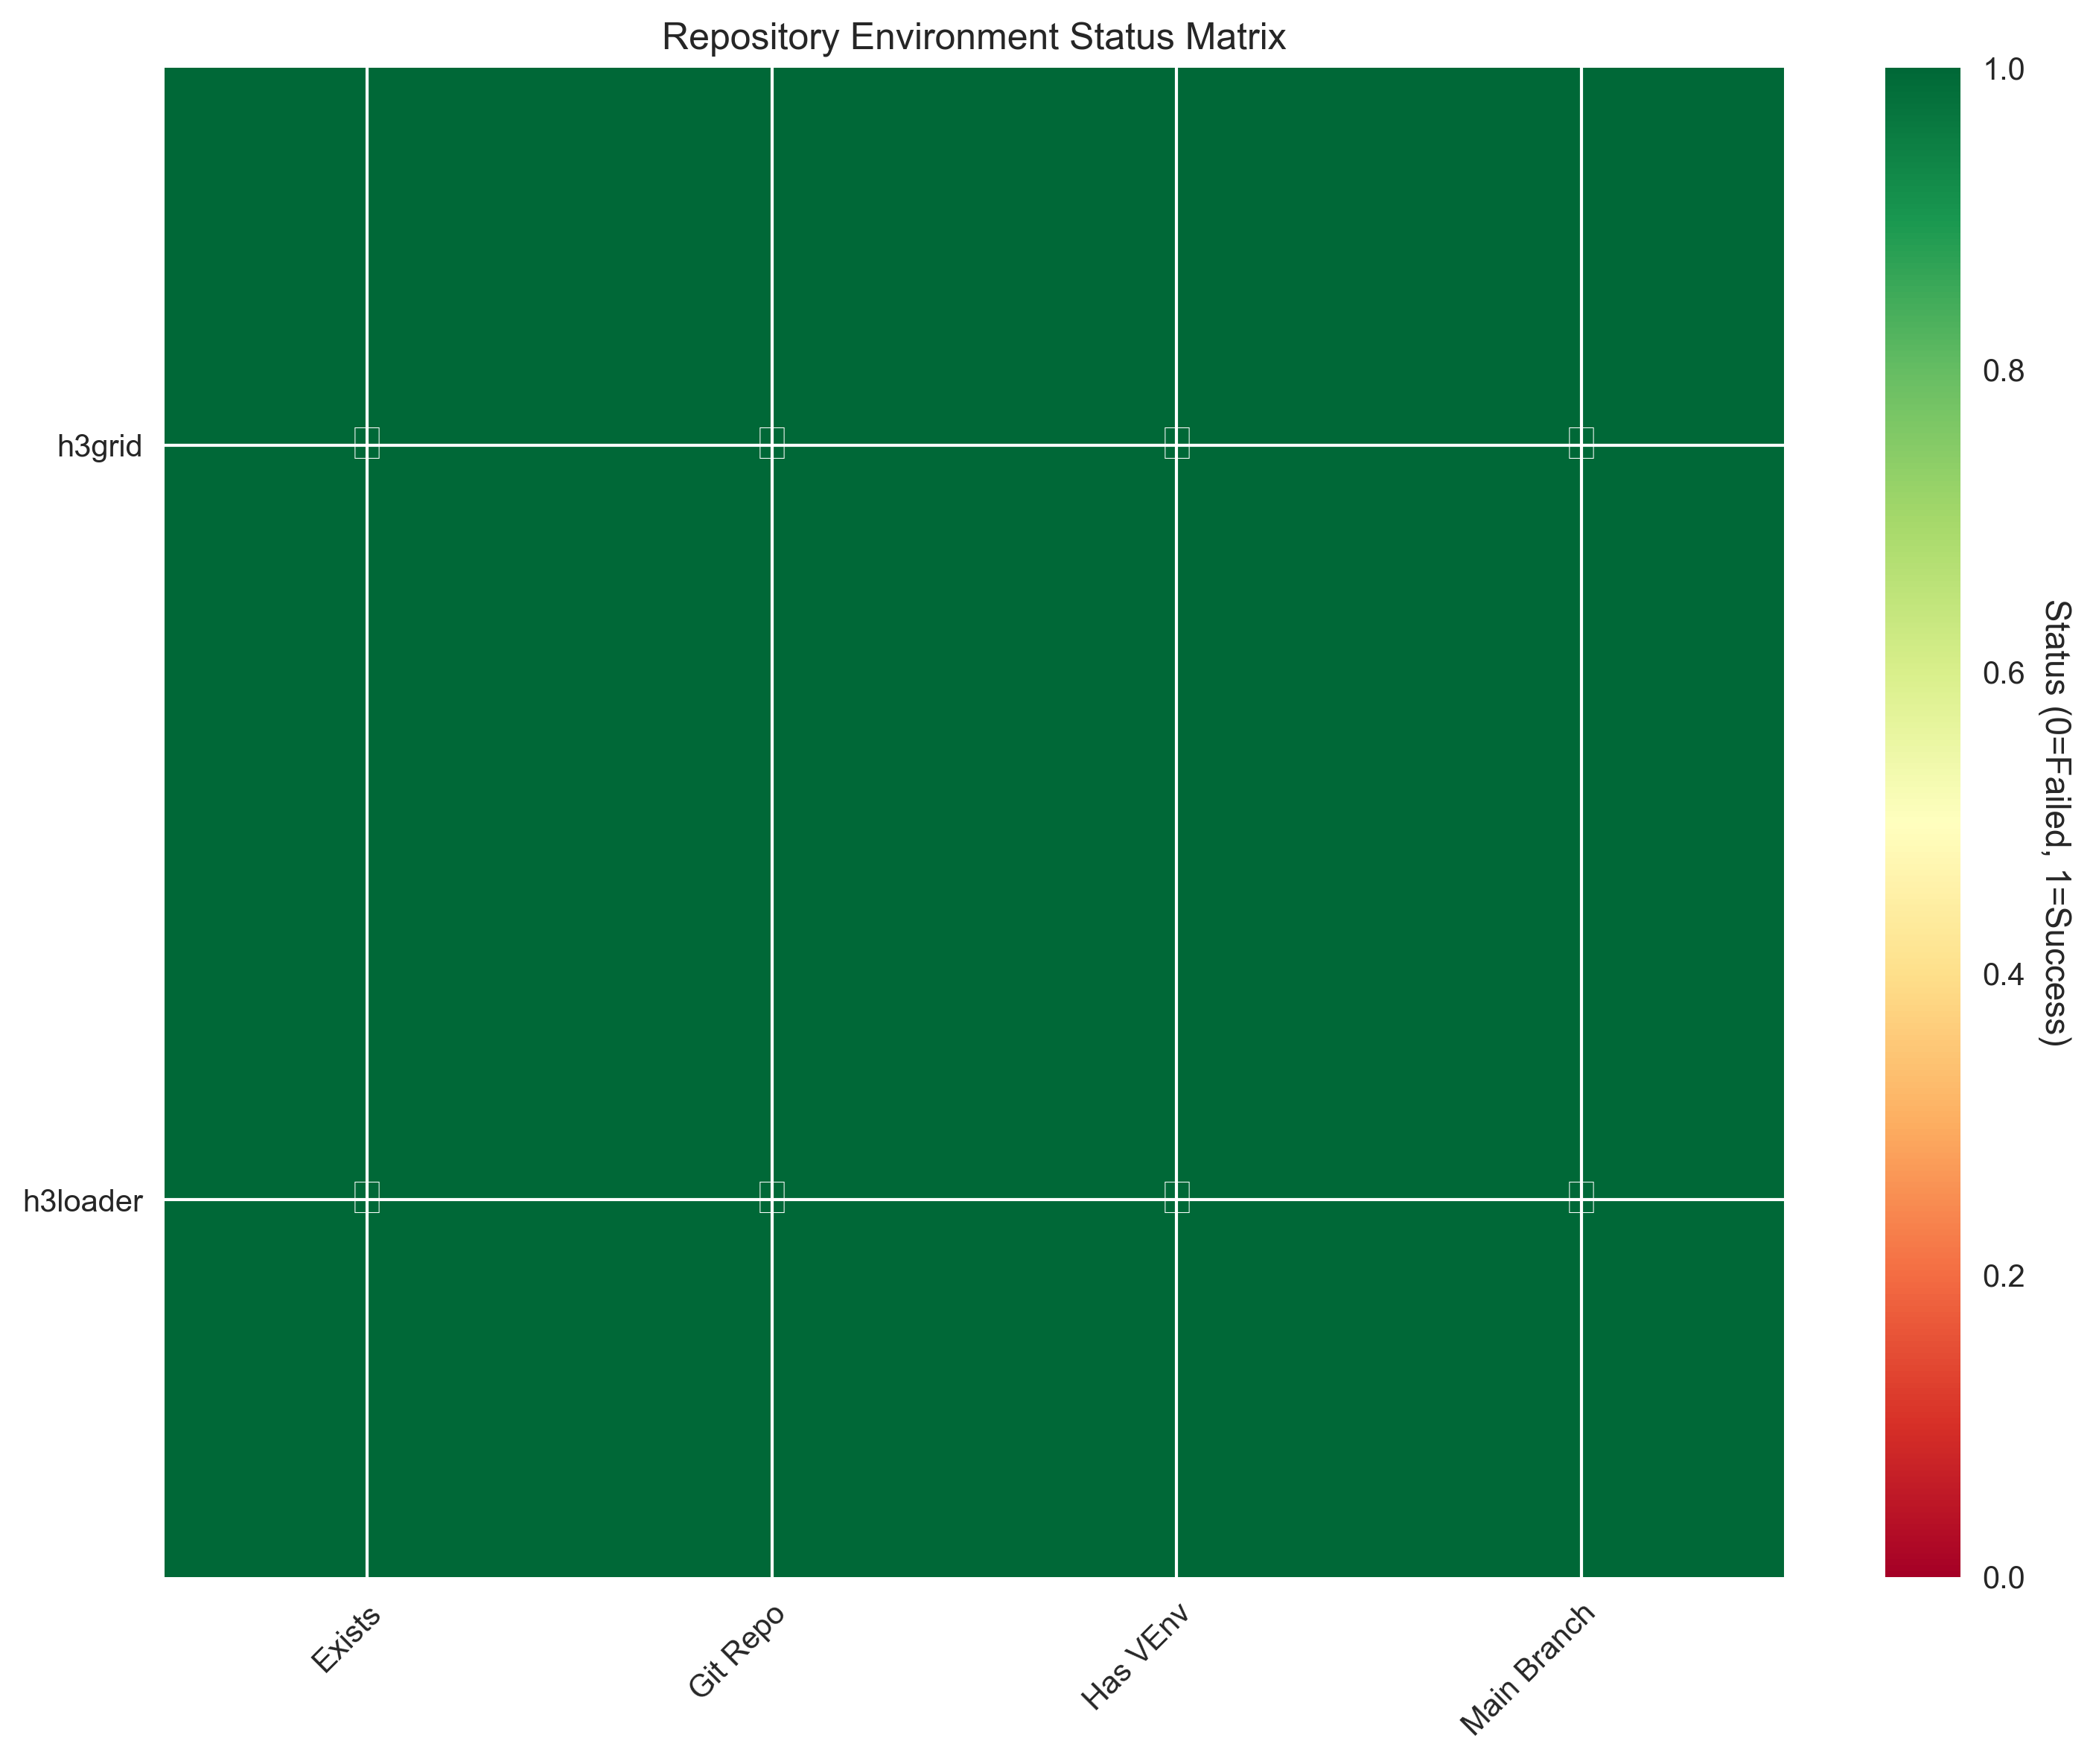 Repository Environment Status Matrix
h3grid
h3loader
Exists
Git Repo
Has VEnv
Main Branch
1.0
0.8
0.6
0.4
0.2
0.0
Status (0=Failed, 1=Success)